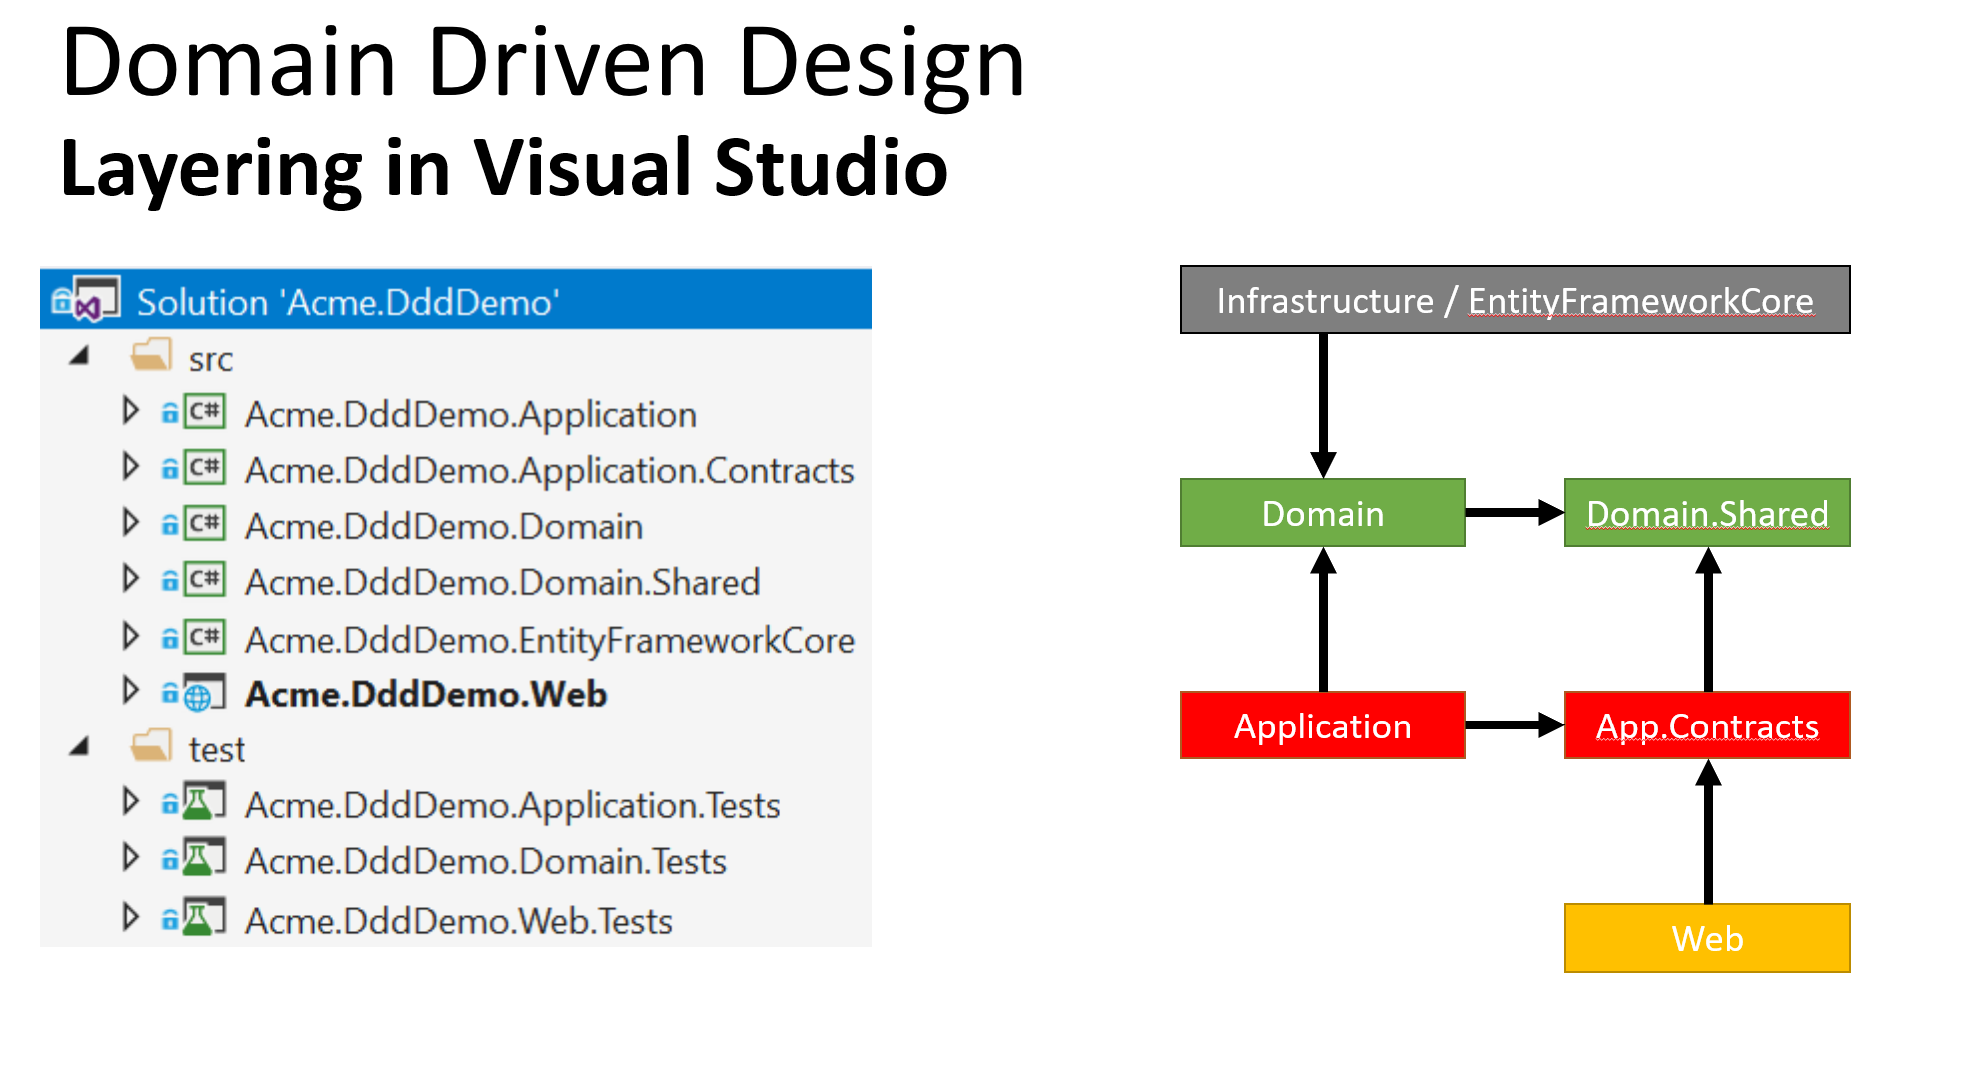 Domain Driven Design
Layering in Visual Studio
Solution 'Acme.DddDemo'
src
C# Acme.DddDemo.Application
C# Acme.DddDemo.Application.Contracts
C# Acme.DddDemo.Domain
C# Acme.DddDemo.Domain.Shared
C# Acme.DddDemo.EntityFrameworkCore
Acme.DddDemo.Web
test
Acme.DddDemo.Application.Tests
Acme.DddDemo.Domain.Tests
Acme.DddDemo.Web.Tests
Infrastructure / EntityFrameworkCore
Domain
Domain.Shared
Application
App.Contracts
Web